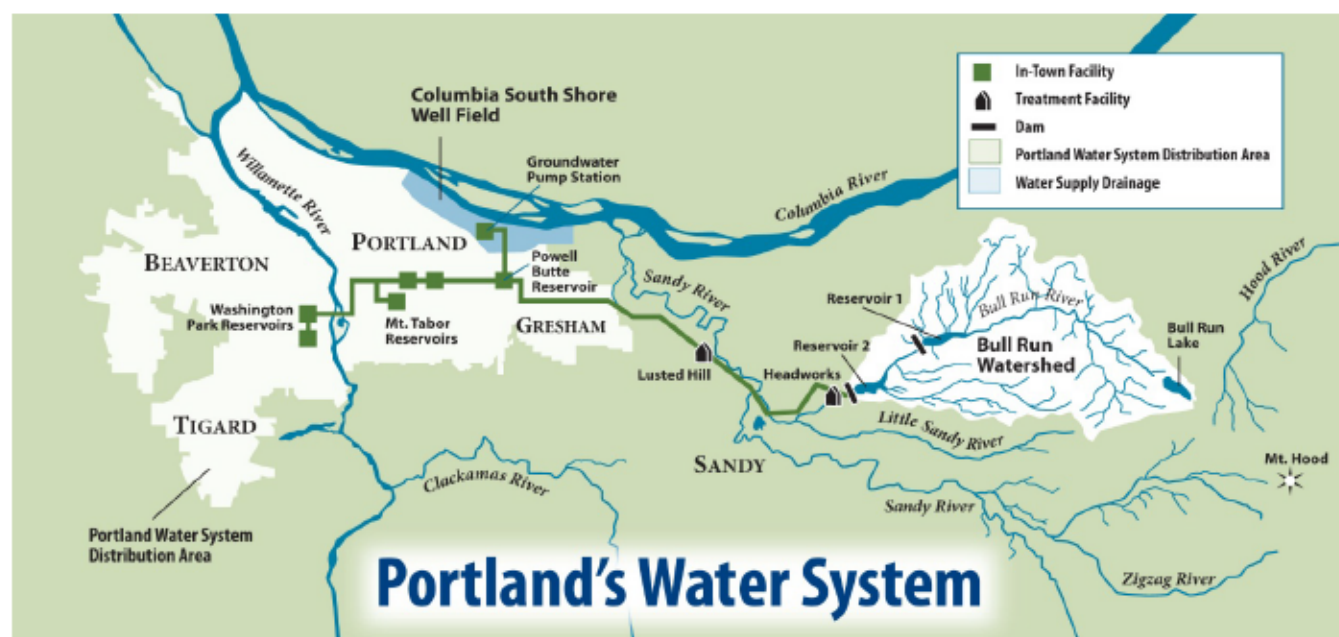 Columbia South Shore
Well Field
Groundwater
Pump Station
Willamette River
Columbia River
In-Town Facility
Treatment Facility
Dam
Portland Water System Distribution Area
Water Supply Drainage
PORTLAND
BEAVERTON
Powell
Butte
Reservoir
Sandy River
Hood River
Washington
Park Reservoirs
Mt. Tabor
Reservoirs
GRESHAM
Reservoir 1
Bull Run River
Bull Run
Watershed
Bull Run
Lake
Reservoir 2
Lusted Hill
Headworks
TIGARD
Little Sandy River
SANDY
Mt. Hood
Clackamas River
Sandy River
Portland Water System
Distribution Area
Zigzag River
Portland's Water System